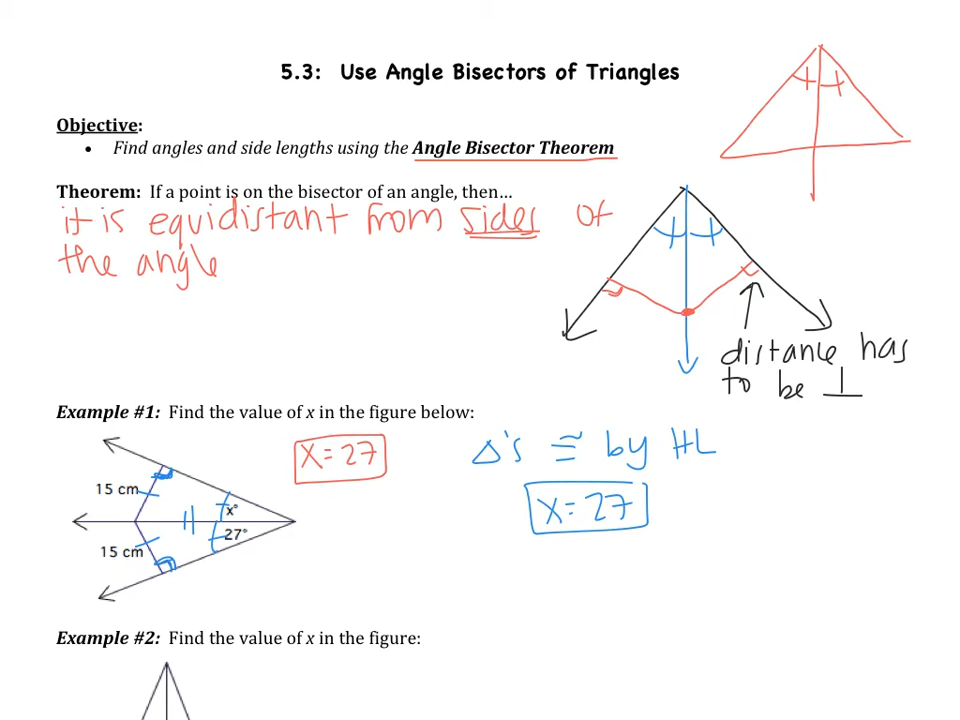 5.3: Use Angle Bisectors of Triangles
Objective:
• Find angles and side lengths using the Angle Bisector Theorem
Theorem: If a point is on the bisector of an angle, then…
it is equidistant from sides of
the angle
distance has
to be ⊥
Example #1: Find the value of x in the figure below:
X = 27
Δ's ≅ by HL
X = 27
15 cm
x°
27°
15 cm
Example #2: Find the value of x in the figure: